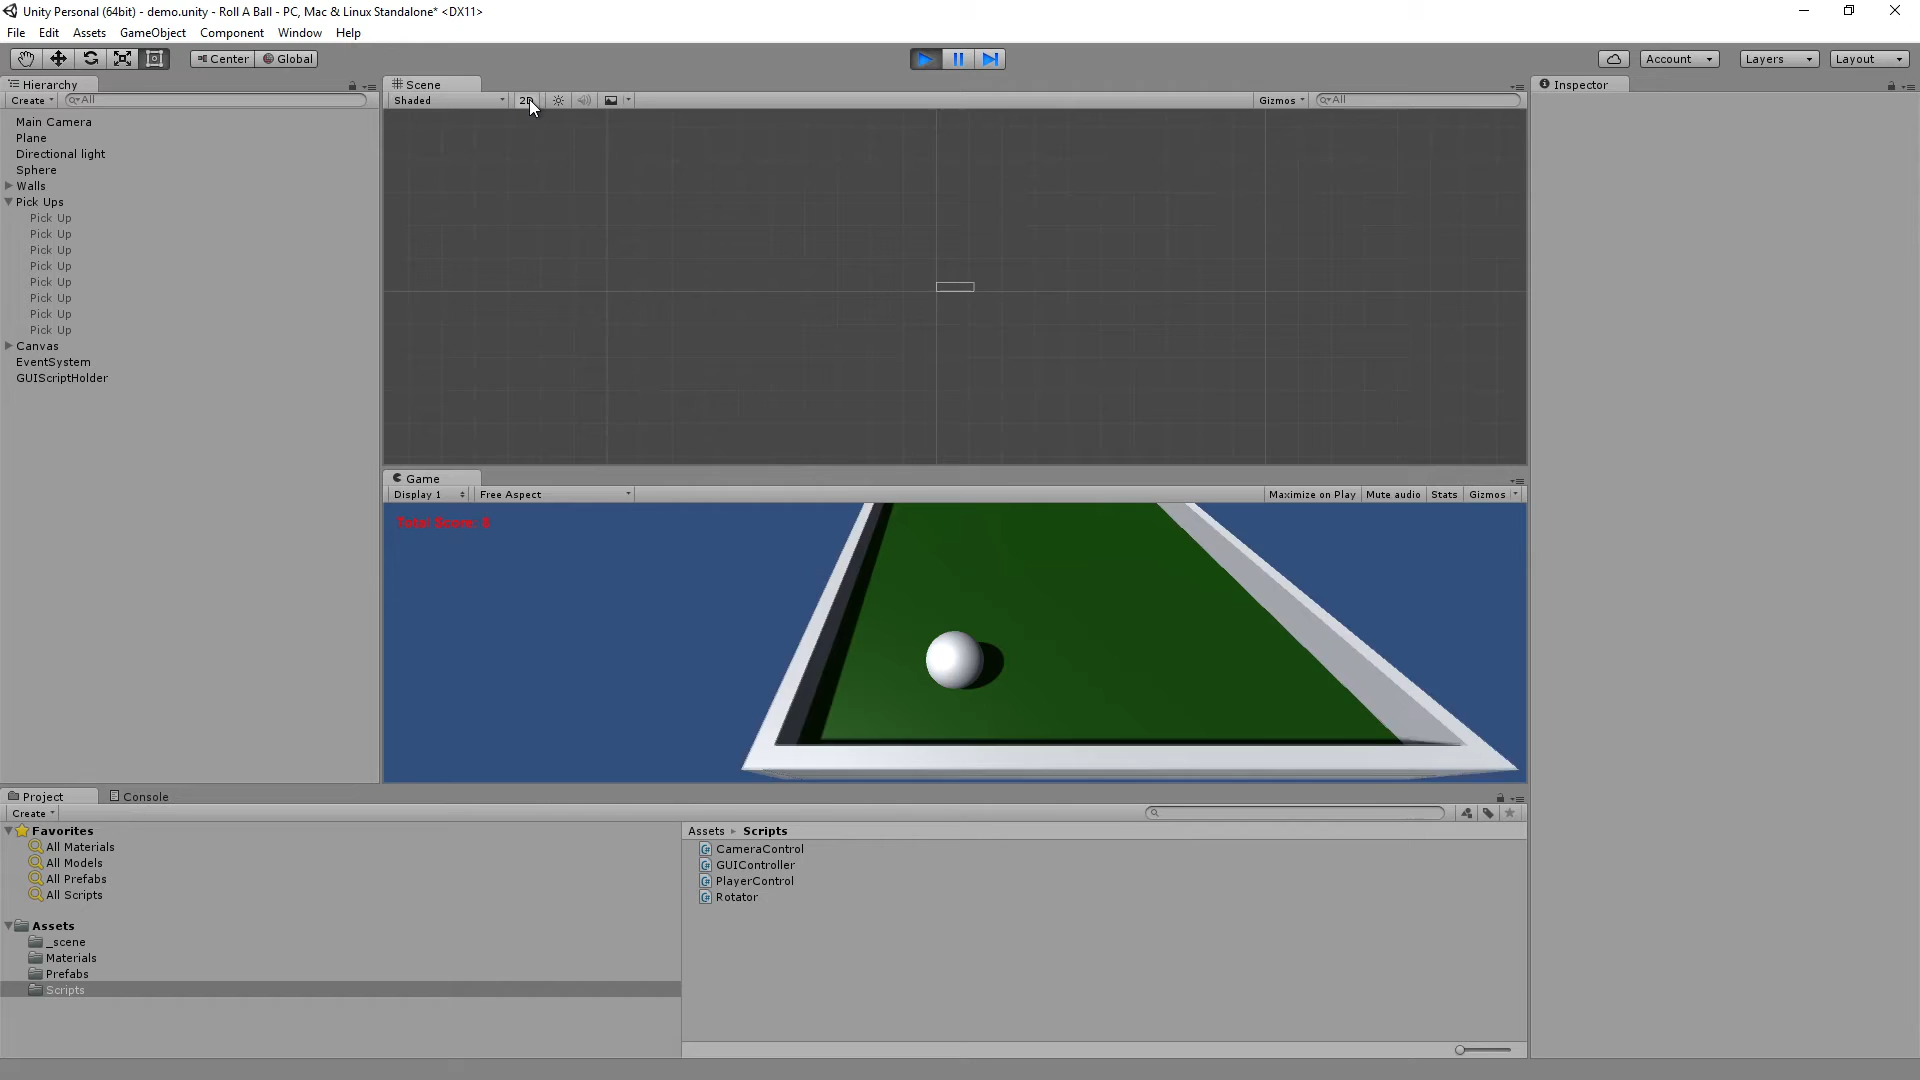 Unity Personal (64bit) - demo.unity - Roll A Ball - PC, Mac & Linux Standalone* <DX11>
File Edit Assets GameObject Component Window Help
Center Global Account Layers Layout
Hierarchy
Create All
Main Camera
Plane
Directional light
Sphere
Walls
Pick Ups
Pick Up
Pick Up
Pick Up
Pick Up
Pick Up
Pick Up
Pick Up
Pick Up
Canvas
EventSystem
GUIScriptHolder
Scene
Shaded 2D Gizmos All
Game
Display 1 Free Aspect Maximize on Play Mute audio Stats Gizmos
Total Score: 8
Inspector
Project Console
Create
Favorites
All Materials
All Models
All Prefabs
All Scripts
Assets
_scene
Materials
Prefabs
Scripts
Assets Scripts
CameraControl
GUIController
PlayerControl
Rotator